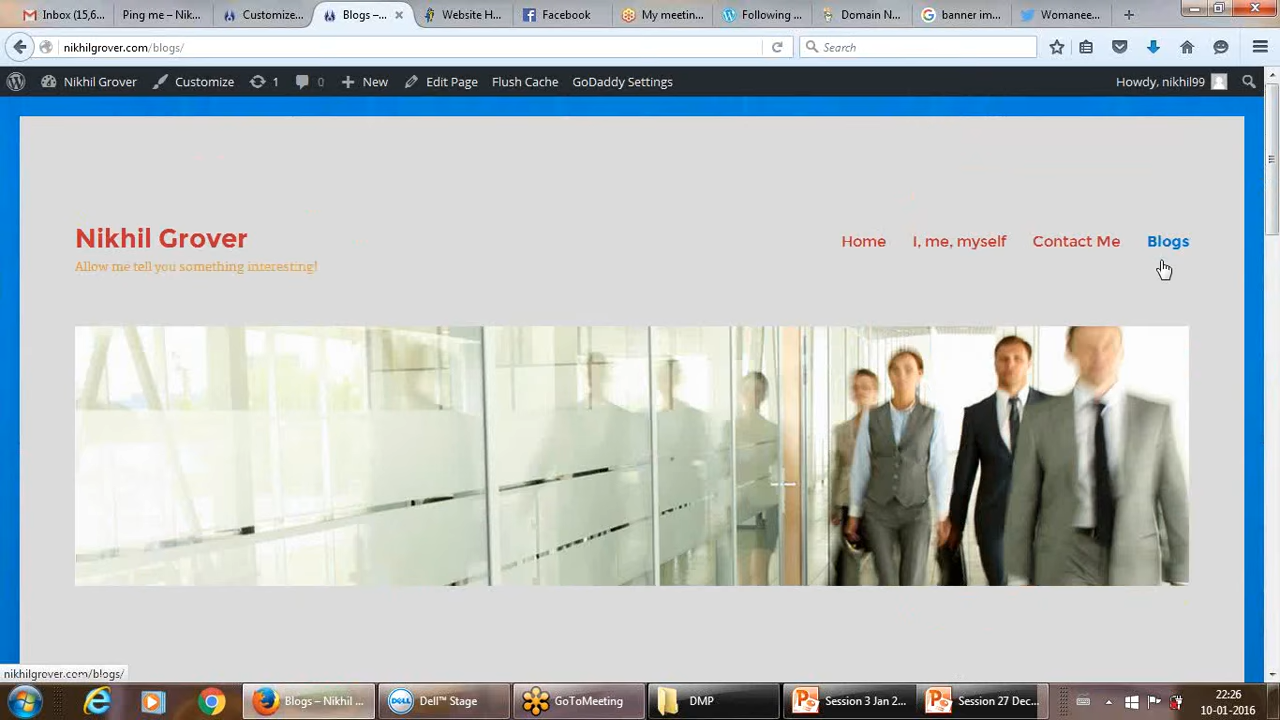 Inbox (15,6...
Ping me – Nik...
Customize...
Blogs –...
Website H...
Facebook
My meetin...
Following ...
Domain N...
banner im...
Womanee...
nikhilgrover.com/blogs/
Search
Nikhil Grover
Customize
1
0
New
Edit Page
Flush Cache
GoDaddy Settings
Howdy, nikhil99
Nikhil Grover
Home
I, me, myself
Contact Me
Blogs
Allow me tell you something interesting!
nikhilgrover.com/blogs/
Blogs – Nikhil ...
DELL
Dell™ Stage
GoToMeeting
DMP
Session 3 Jan 2...
Session 27 Dec...
22:26
10-01-2016